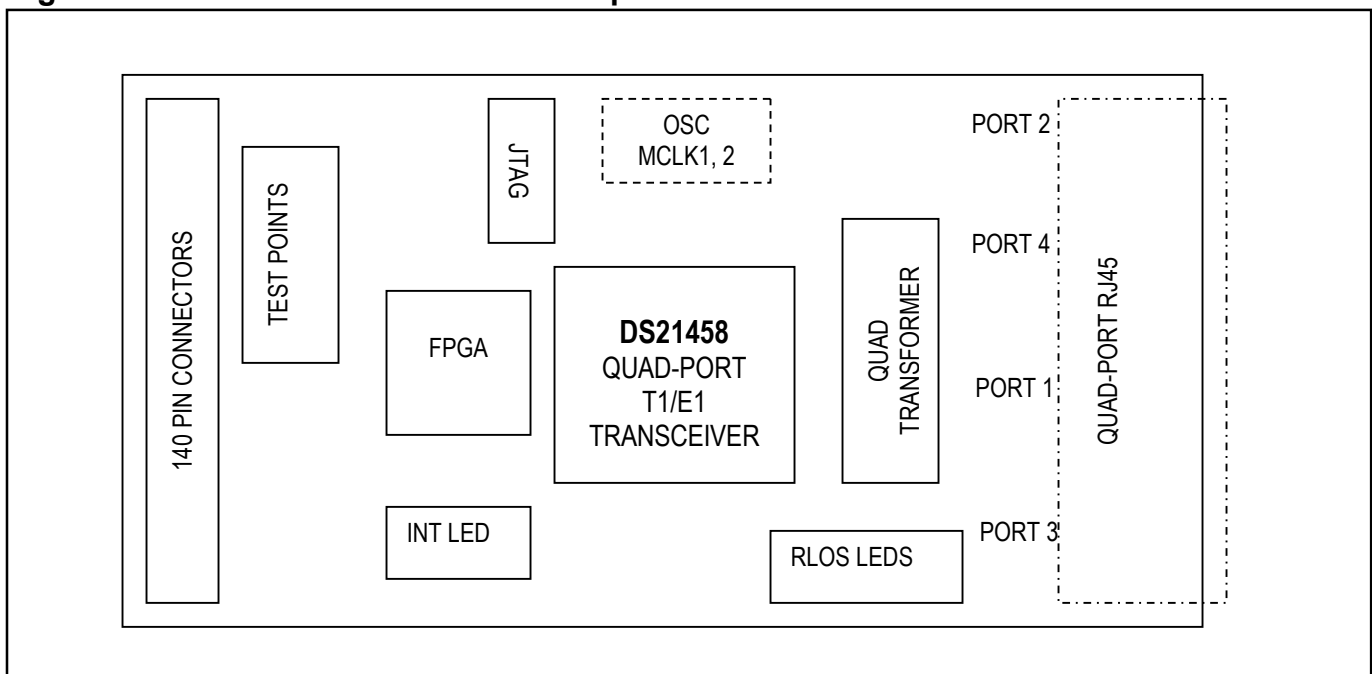 140 PIN CONNECTORS
TEST POINTS
JTAG
OSC
MCLK1, 2
FPGA
DS21458
QUAD-PORT
T1/E1
TRANSCEIVER
QUAD
TRANSFORMER
PORT 2
PORT 4
PORT 1
PORT 3
QUAD-PORT RJ45
INT LED
RLOS LEDS